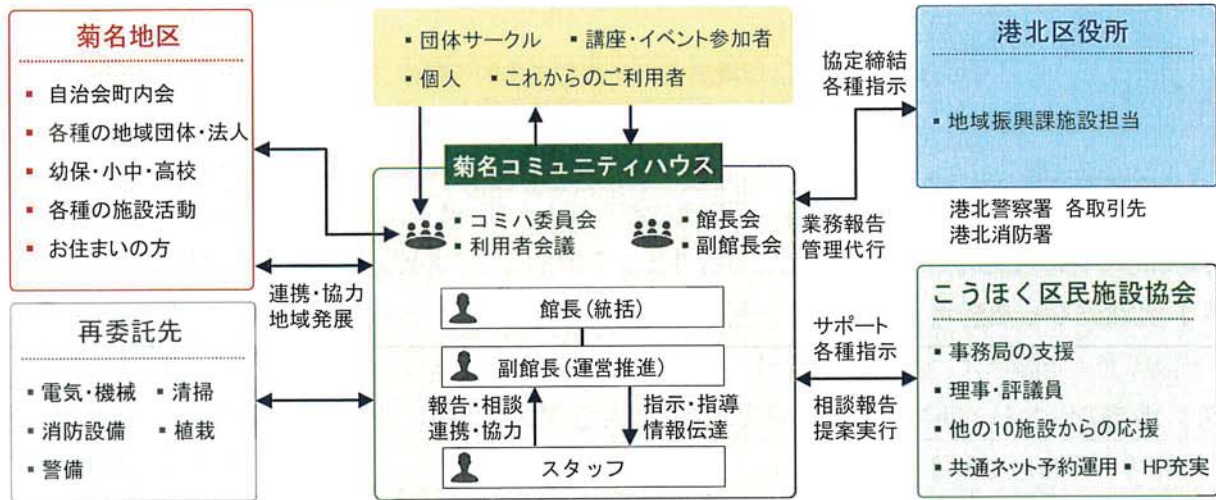 菊名地区
▪ 自治会町内会
▪ 各種の地域団体・法人
▪ 幼保・小中・高校
▪ 各種の施設活動
▪ お住まいの方
再委託先
▪ 電気・機械 ▪ 清掃
▪ 消防設備 ▪ 植栽
▪ 警備
連携・協力
地域発展
▪ 団体サークル ▪ 講座・イベント参加者
▪ 個人 ▪ これからのご利用者
菊名コミュニティハウス
▪ コミハ委員会
▪ 利用者会議
▪ 館長会
▪ 副館長会
館長(統括)
副館長(運営推進)
報告・相談
連携・協力
指示・指導
情報伝達
スタッフ
協定締結
各種指示
業務報告
管理代行
サポート
各種指示
相談報告
提案実行
港北区役所
▪ 地域振興課施設担当
港北警察署 各取引先
港北消防署
こうほく区民施設協会
▪ 事務局の支援
▪ 理事・評議員
▪ 他の10施設からの応援
▪ 共通ネット予約運用 ▪ HP充実